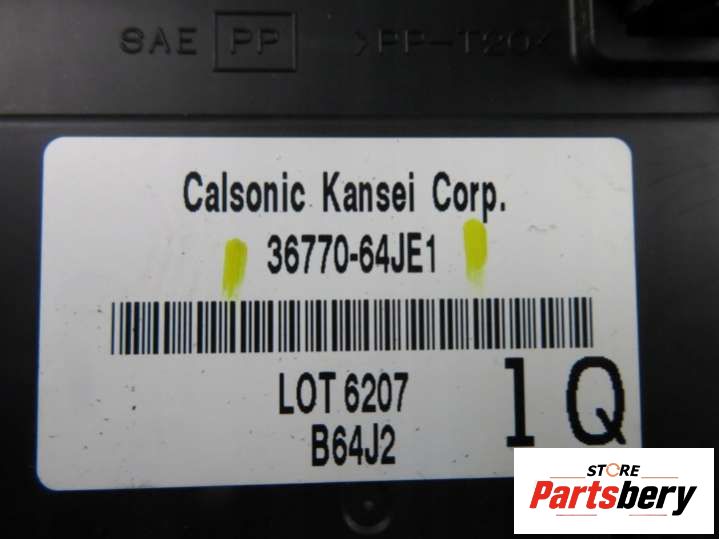 SAE PP >PP-T20<
Calsonic Kansei Corp.
36770-64JE1
LOT 6207
B64J2
1Q
STORE
Partsbery